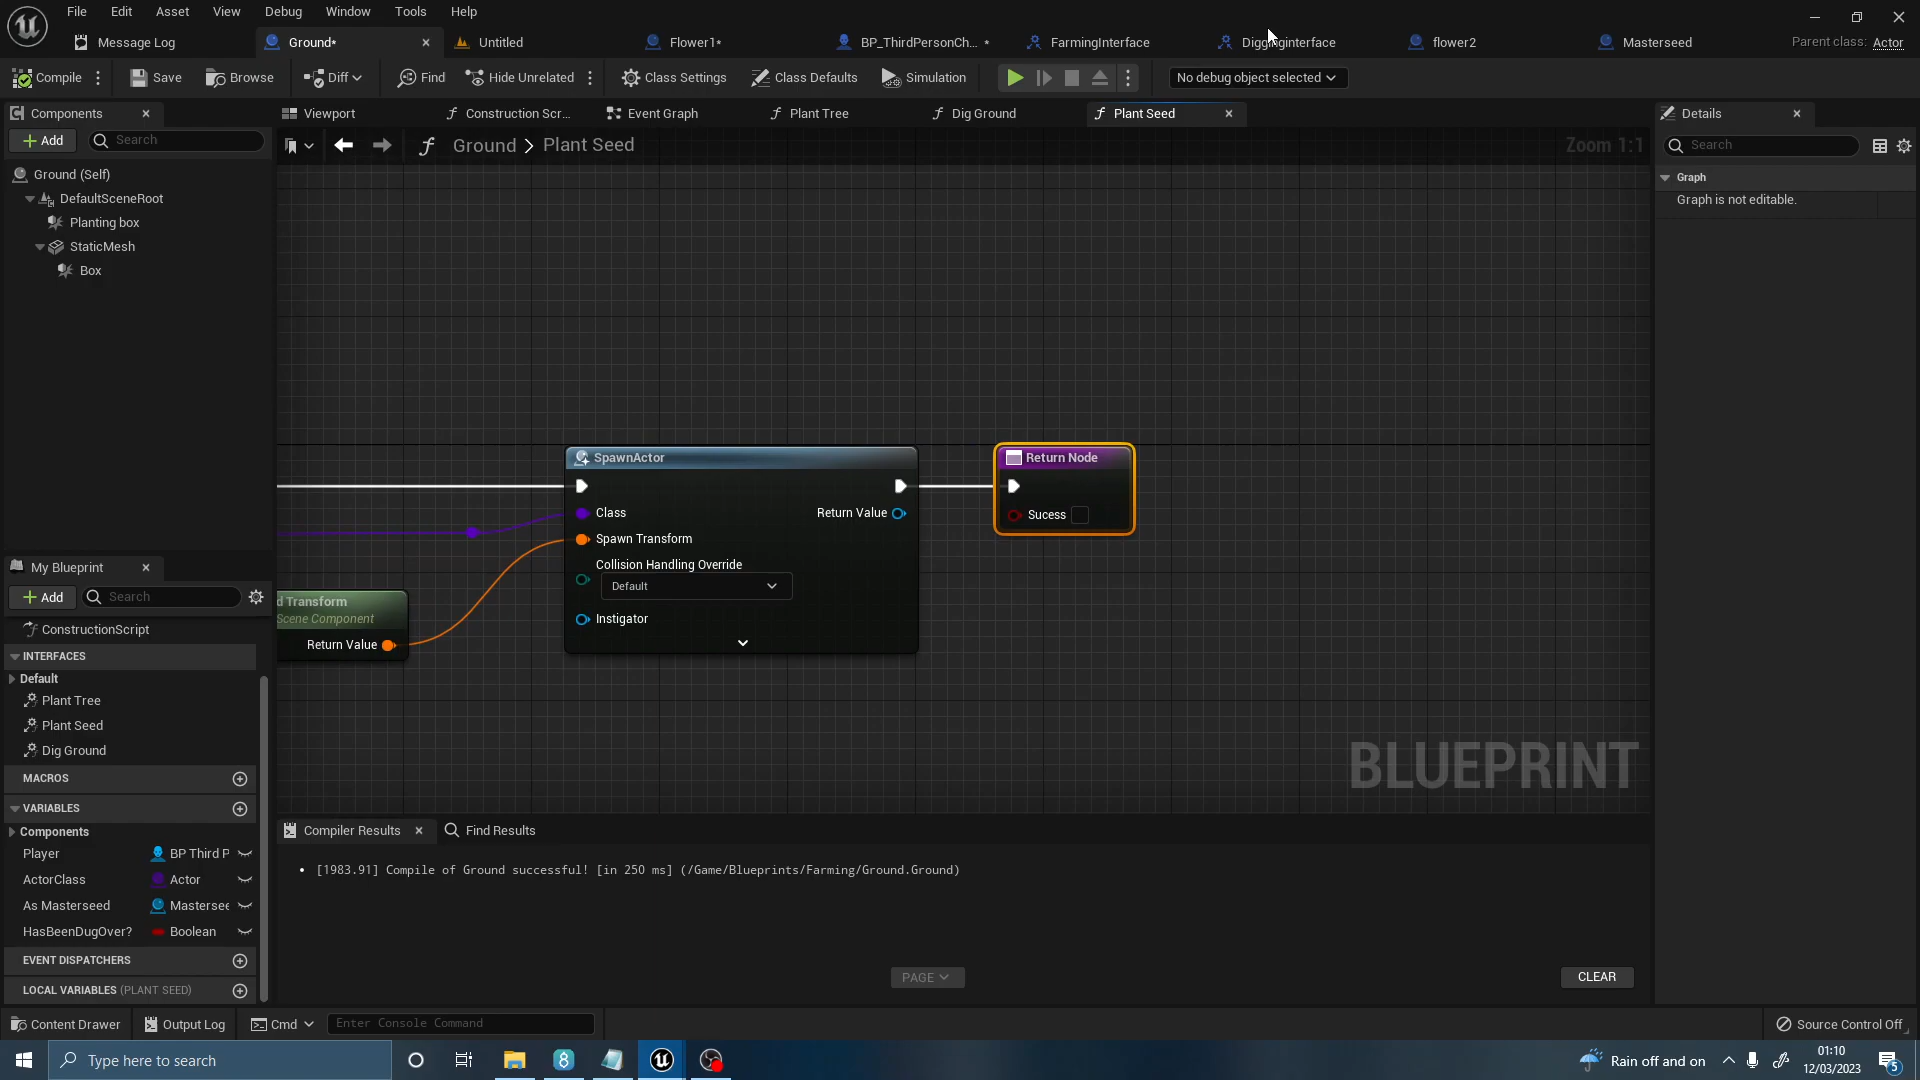 File Edit Asset View Debug Window Tools Help
Message Log Ground* Untitled Flower1* BP_ThirdPersonCh... * FarmingInterface flower2 Masterseed Parent class: Actor
Compile Save Browse Diff Find Hide Unrelated Class Settings Class Defaults Simulation No debug object selected
Components Viewport Construction Scr... Event Graph Plant Tree Dig Ground Plant Seed Details
Add Search Ground Plant Seed Zoom 1:1 Search
Ground (Self)
DefaultSceneRoot
Planting box
StaticMesh
Box
Graph
Graph is not editable.
SpawnActor
Class
Return Value
Spawn Transform
Collision Handling Override
Default
Instigator
Return Node
Sucess
d Transform
Scene Component
Return Value
BLUEPRINT
My Blueprint
Add Search
ConstructionScript
INTERFACES
Default
Plant Tree
Plant Seed
Dig Ground
MACROS
VARIABLES
Components
Player BP Third P
ActorClass Actor
As Masterseed Mastersee
HasBeenDugOver? Boolean
EVENT DISPATCHERS
LOCAL VARIABLES (PLANT SEED)
Compiler Results Find Results
• [1983.91] Compile of Ground successful! [in 250 ms] (/Game/Blueprints/Farming/Ground.Ground)
PAGE CLEAR
Content Drawer Output Log Cmd Enter Console Command Source Control Off
Type here to search 8 Rain off and on 01:10
12/03/2023 5